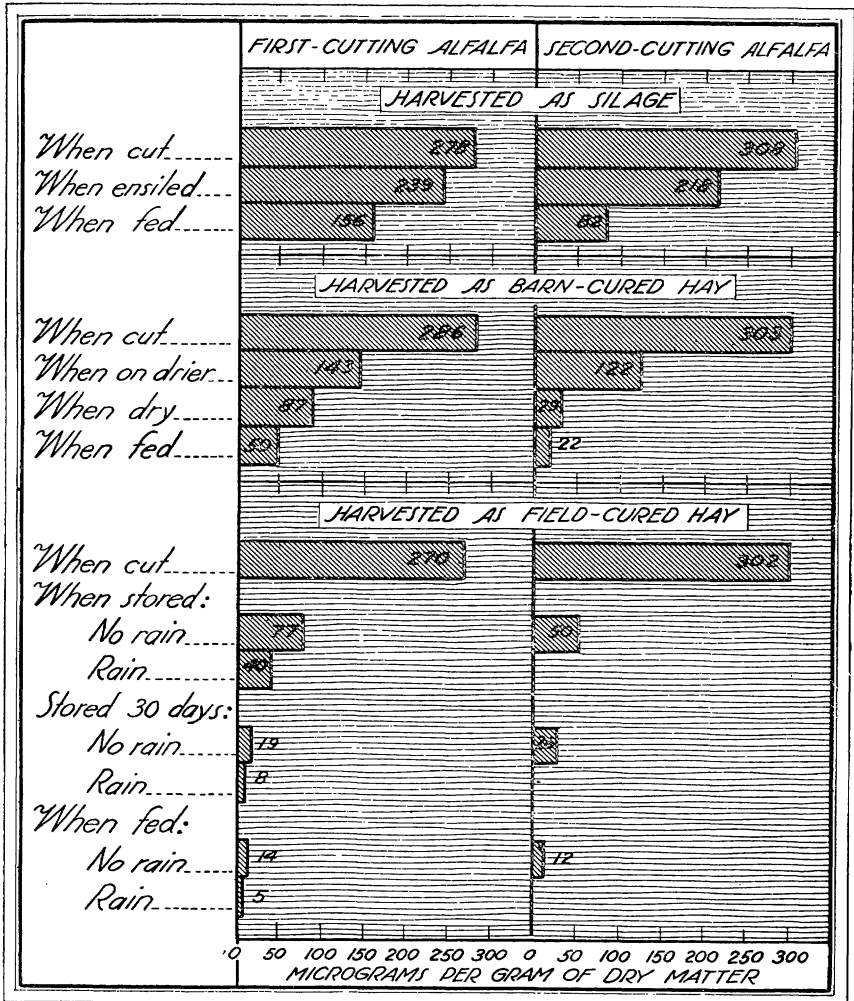 FIRST-CUTTING ALFALFA SECOND-CUTTING ALFALFA
HARVESTED AS SILAGE
When cut 278 308
When ensiled 239 218
When fed 156 82
HARVESTED AS BARN-CURED HAY
When cut 286 303
When on drier 143 122
When dry 87 29
When fed 50 22
HARVESTED AS FIELD-CURED HAY
When cut 270 302
When stored:
No rain 77 50
Rain 40
Stored 30 days:
No rain 19
Rain 8
When fed:
No rain 14 12
Rain 5
0 50 100 150 200 250 300 0 50 100 150 200 250 300
MICROGRAMS PER GRAM OF DRY MATTER